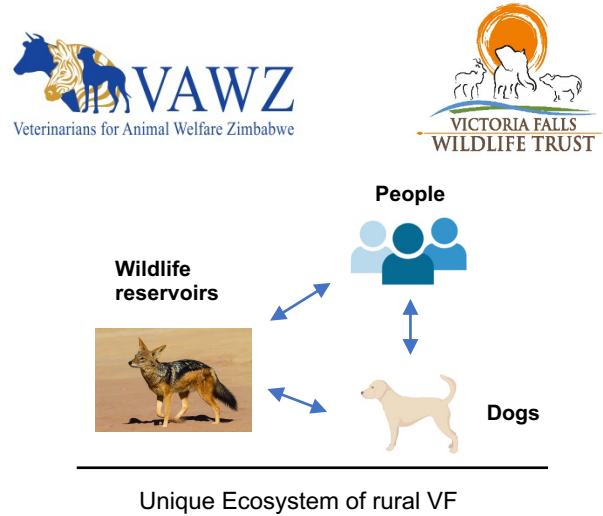 VAWZ
Veterinarians for Animal Welfare Zimbabwe
VICTORIA FALLS
WILDLIFE TRUST
People
Wildlife
reservoirs
Dogs
Unique Ecosystem of rural VF